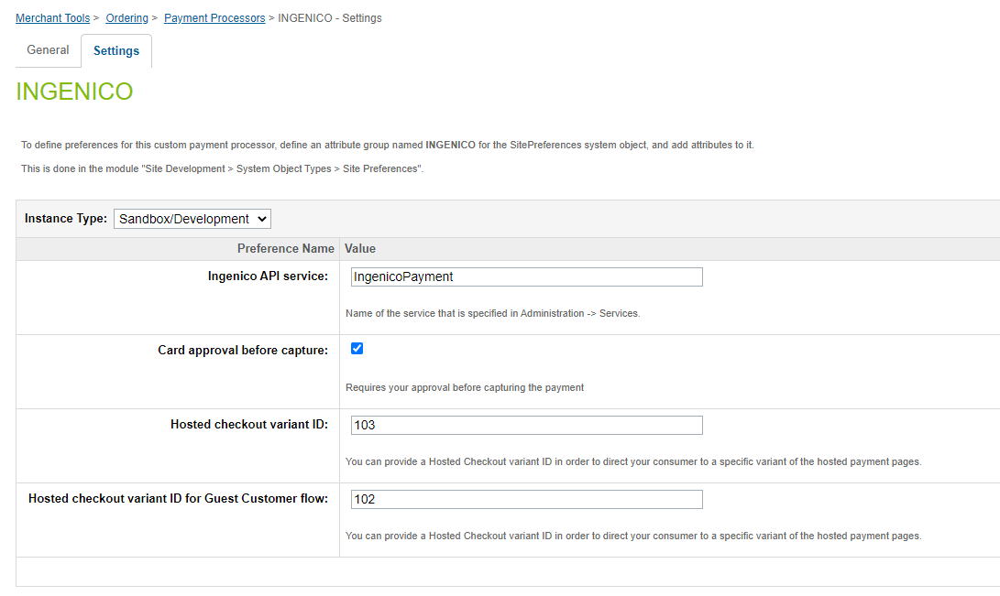 Merchant Tools > Ordering > Payment Processors > INGENICO - Settings
General Settings
INGENICO
To define preferences for this custom payment processor, define an attribute group named INGENICO for the SitePreferences system object, and add attributes to it.
This is done in the module "Site Development > System Object Types > Site Preferences".
Instance Type: Sandbox/Development
Preference Name Value
Ingenico API service: IngenicoPayment
Name of the service that is specified in Administration -> Services.
Card approval before capture:
Requires your approval before capturing the payment
Hosted checkout variant ID: 103
You can provide a Hosted Checkout variant ID in order to direct your consumer to a specific variant of the hosted payment pages.
Hosted checkout variant ID for Guest Customer flow: 102
You can provide a Hosted Checkout variant ID in order to direct your consumer to a specific variant of the hosted payment pages.